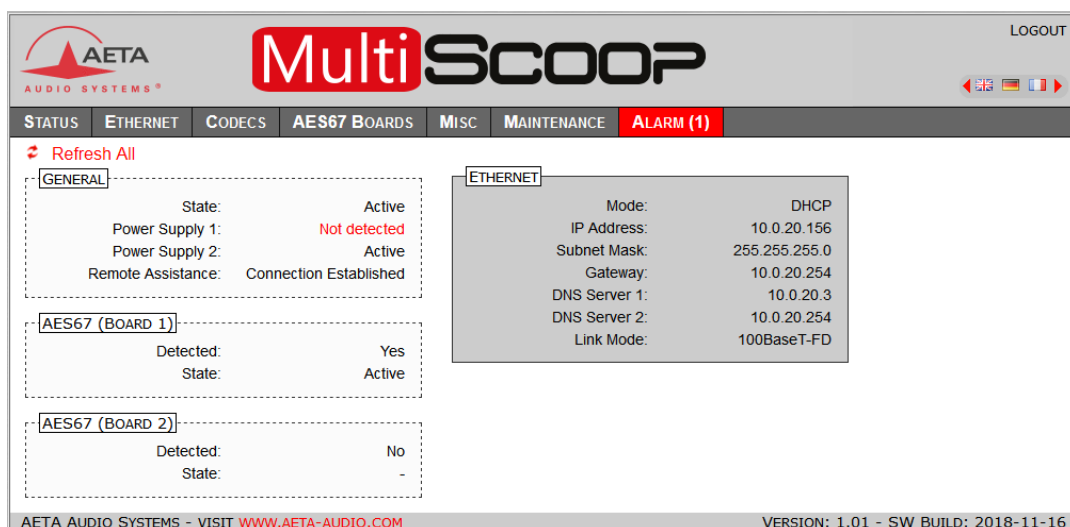 AETA
AUDIO SYSTEMS ®
MultiScoop
LOGOUT
STATUS ETHERNET CODECS AES67 BOARDS MISC MAINTENANCE ALARM (1)
Refresh All
GENERAL
State: Active
Power Supply 1: Not detected
Power Supply 2: Active
Remote Assistance: Connection Established
AES67 (BOARD 1)
Detected: Yes
State: Active
AES67 (BOARD 2)
Detected: No
State: -
ETHERNET
Mode: DHCP
IP Address: 10.0.20.156
Subnet Mask: 255.255.255.0
Gateway: 10.0.20.254
DNS Server 1: 10.0.20.3
DNS Server 2: 10.0.20.254
Link Mode: 100BaseT-FD
AETA AUDIO SYSTEMS - VISIT WWW.AETA-AUDIO.COM
VERSION: 1.01 - SW BUILD: 2018-11-16